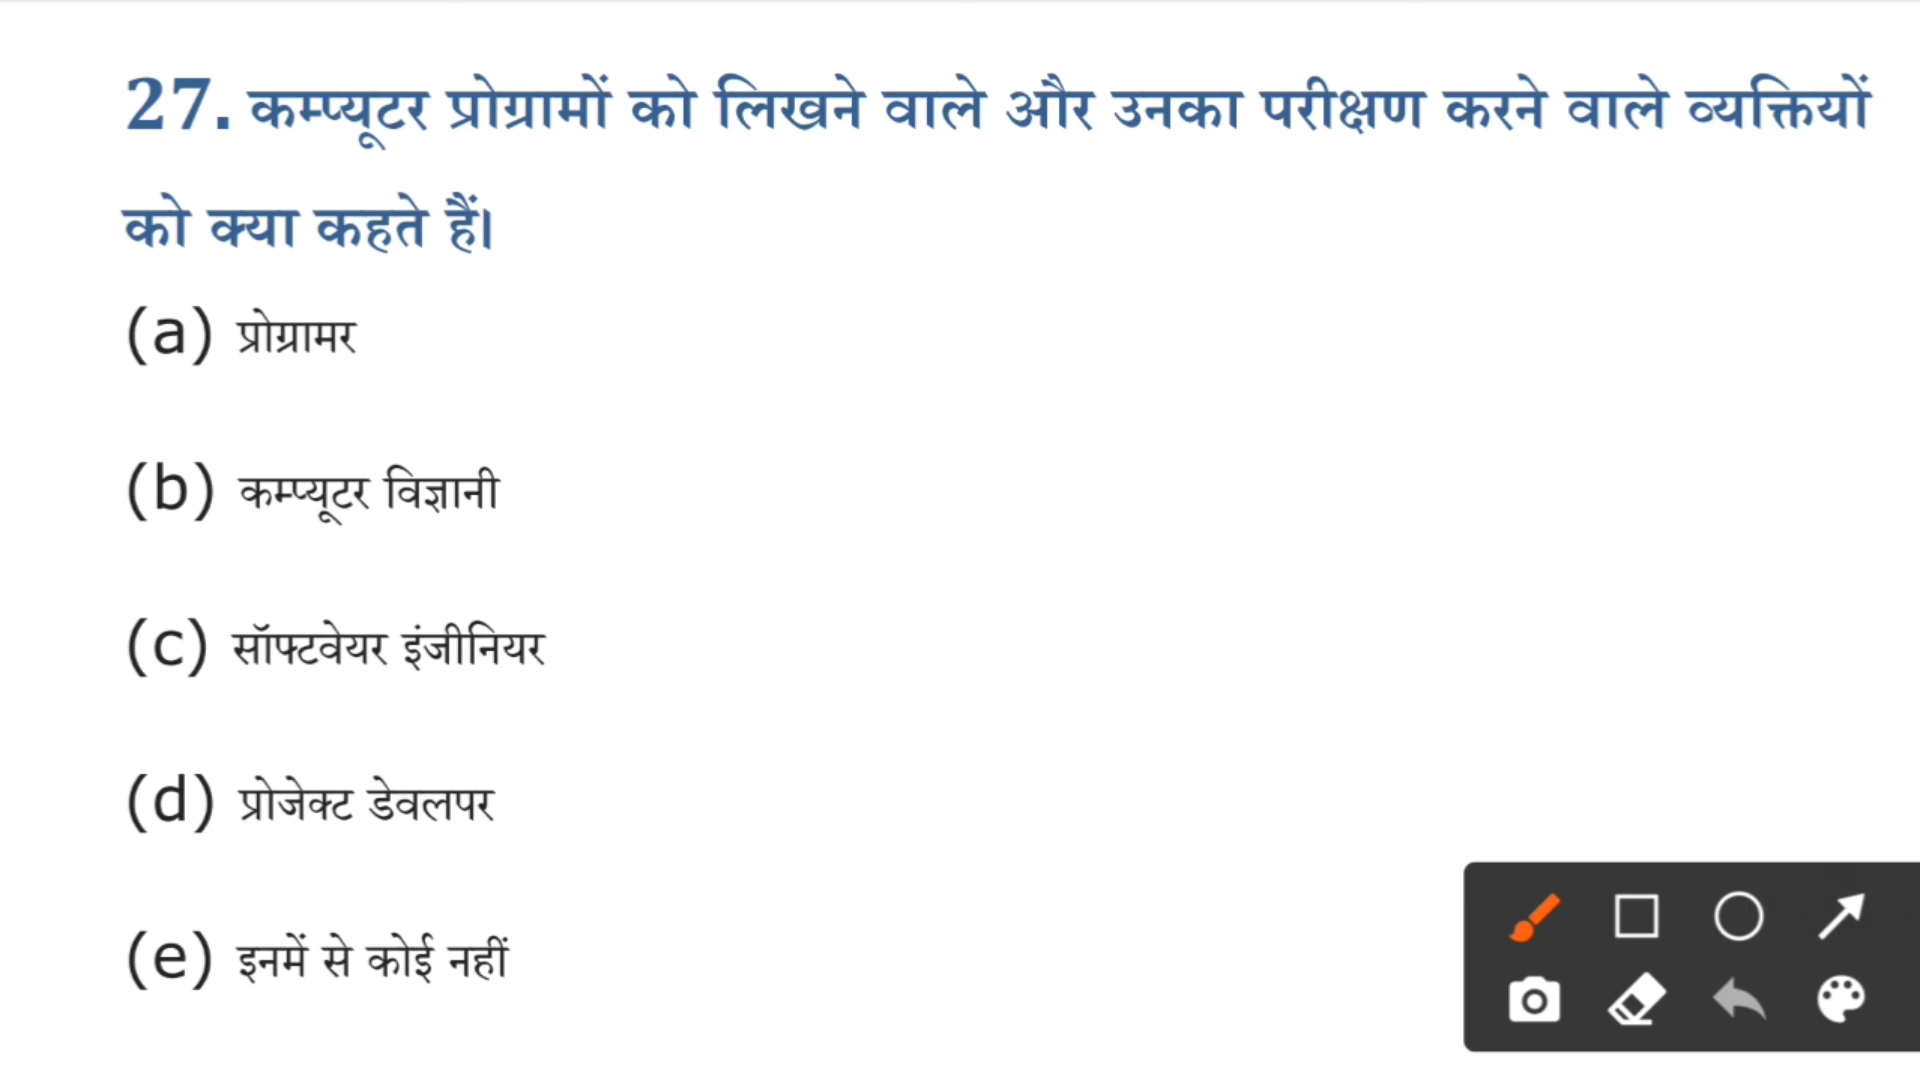 27. कम्प्यूटर प्रोग्रामों को लिखने वाले और उनका परीक्षण करने वाले व्यक्तियों
को क्या कहते हैं।
(a) प्रोग्रामर
(b) कम्प्यूटर विज्ञानी
(c) सॉफ्टवेयर इंजीनियर
(d) प्रोजेक्ट डेवलपर
(e) इनमें से कोई नहीं